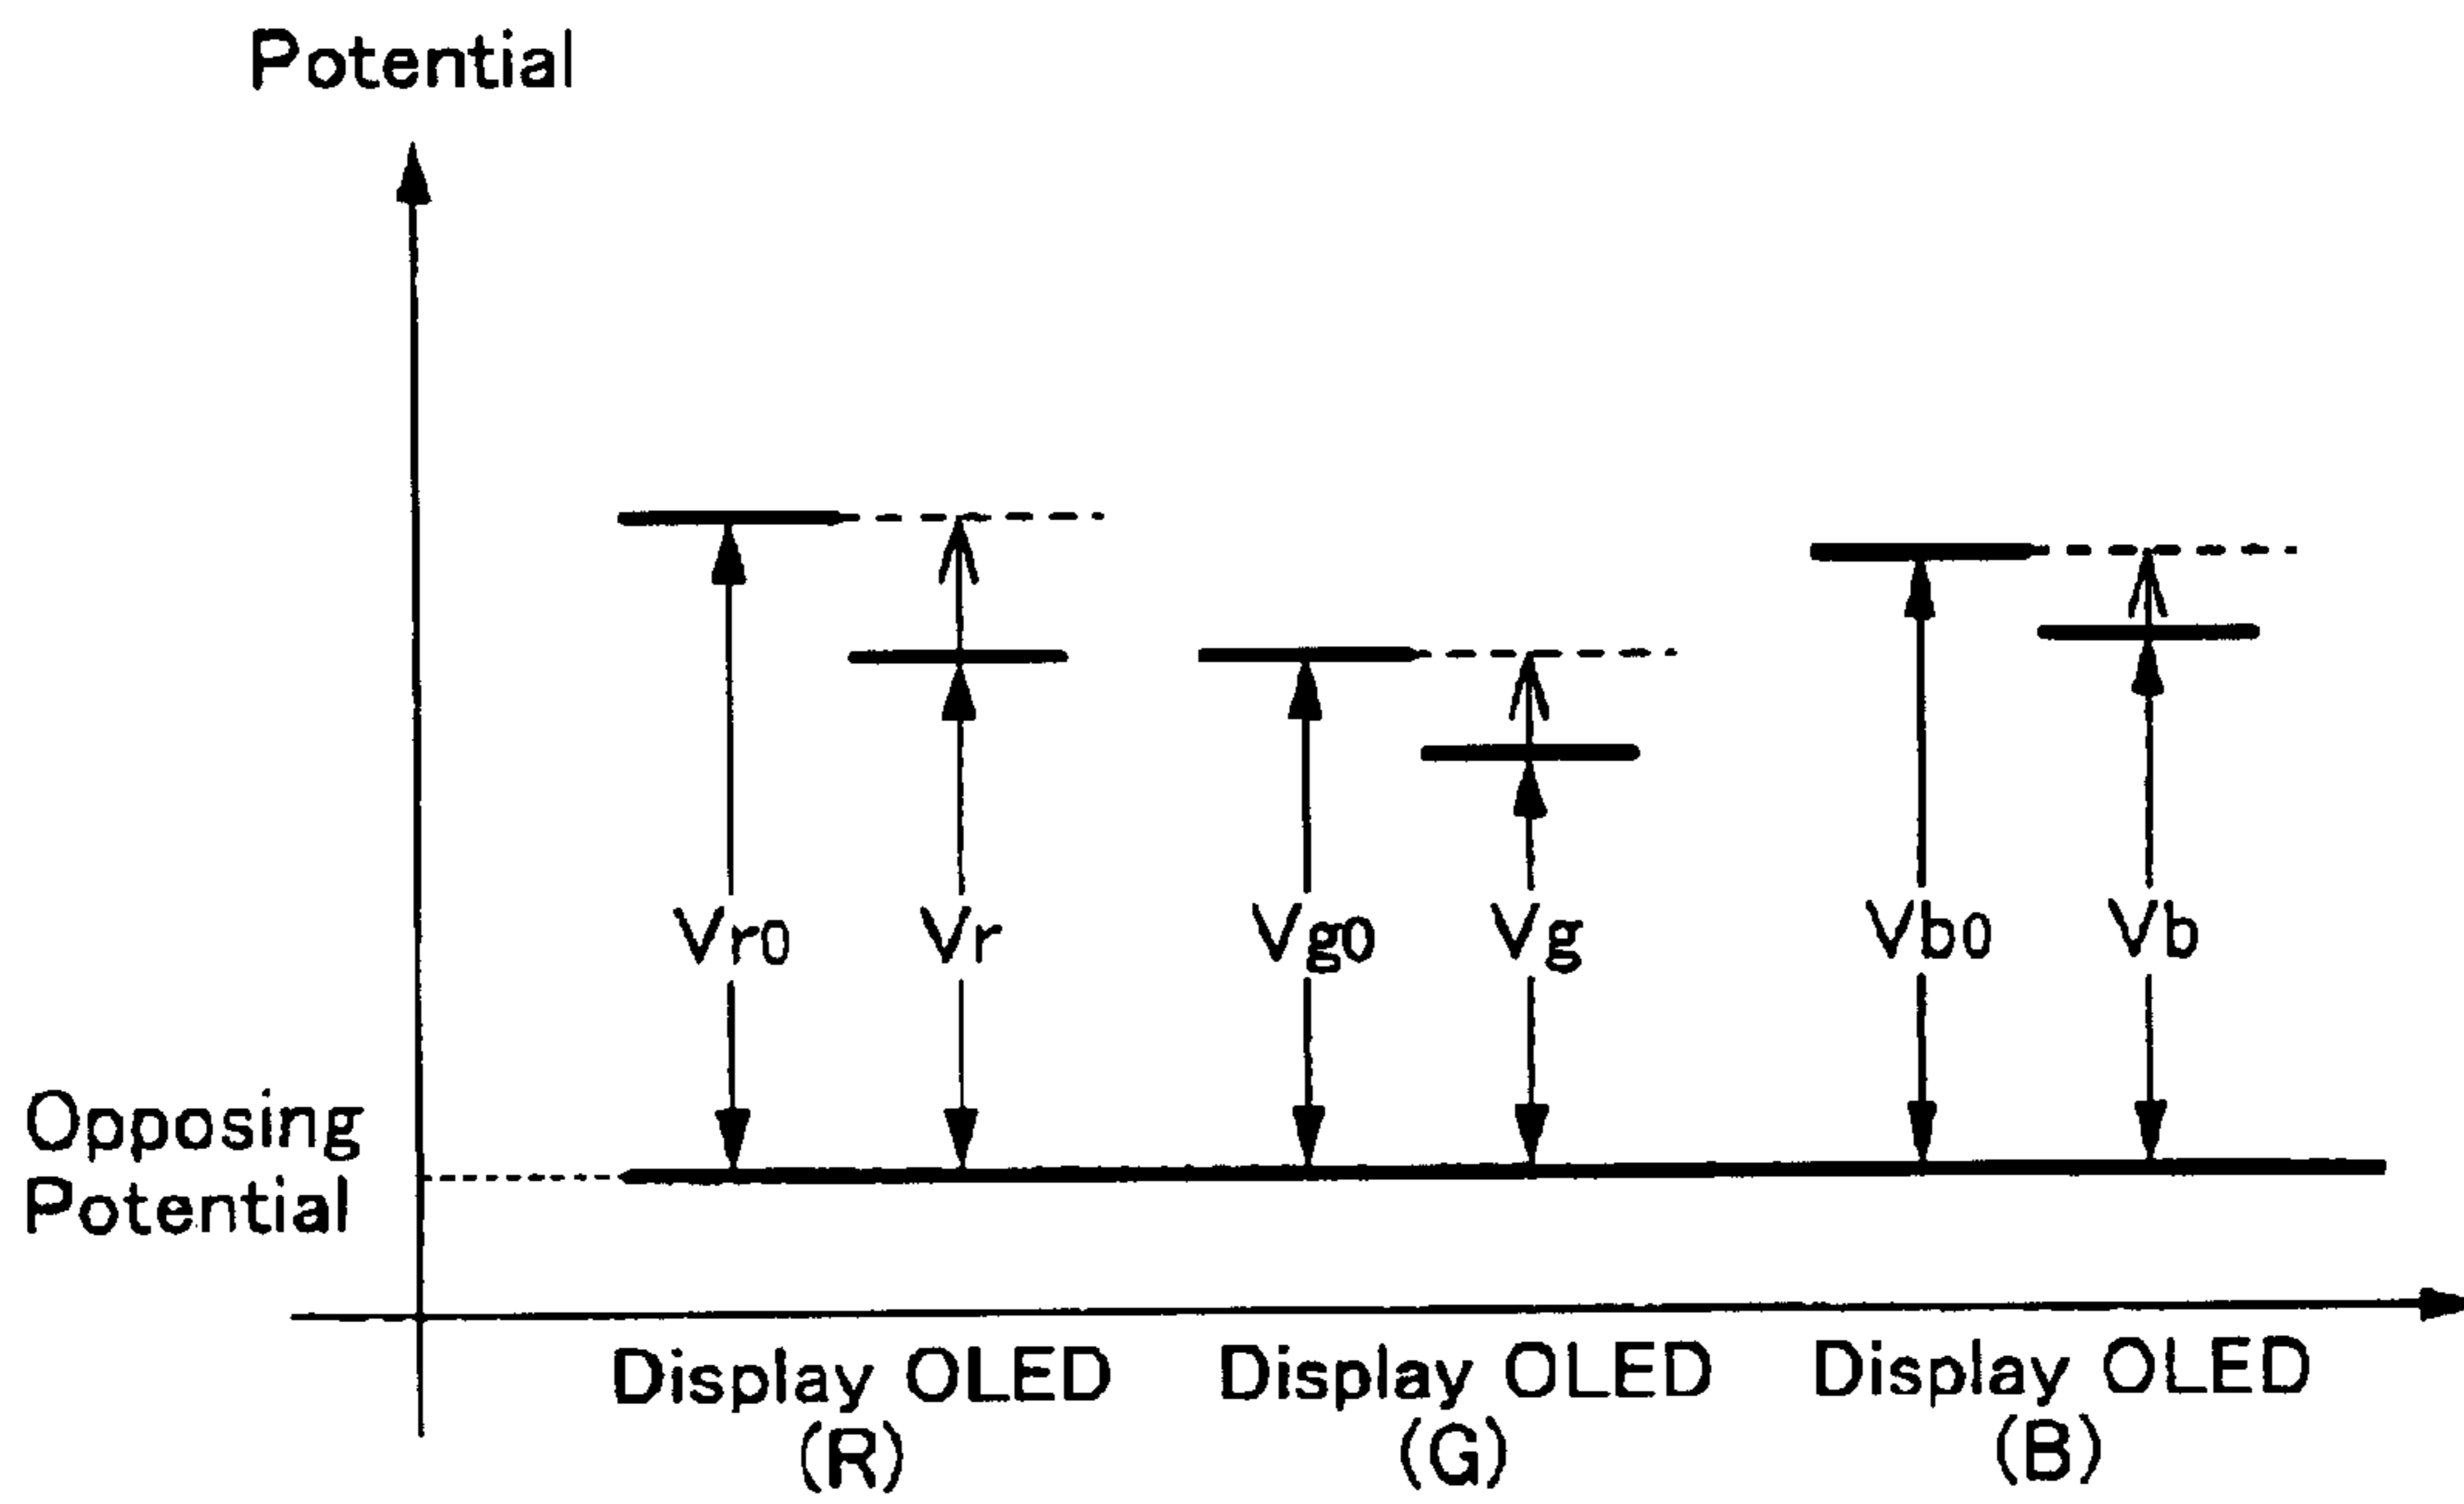 Potential
Vr0 Vr Vg0 Vg Vb0 Vb
Opposing
Potential
Display OLED Display OLED Display OLED
(R) (G) (B)